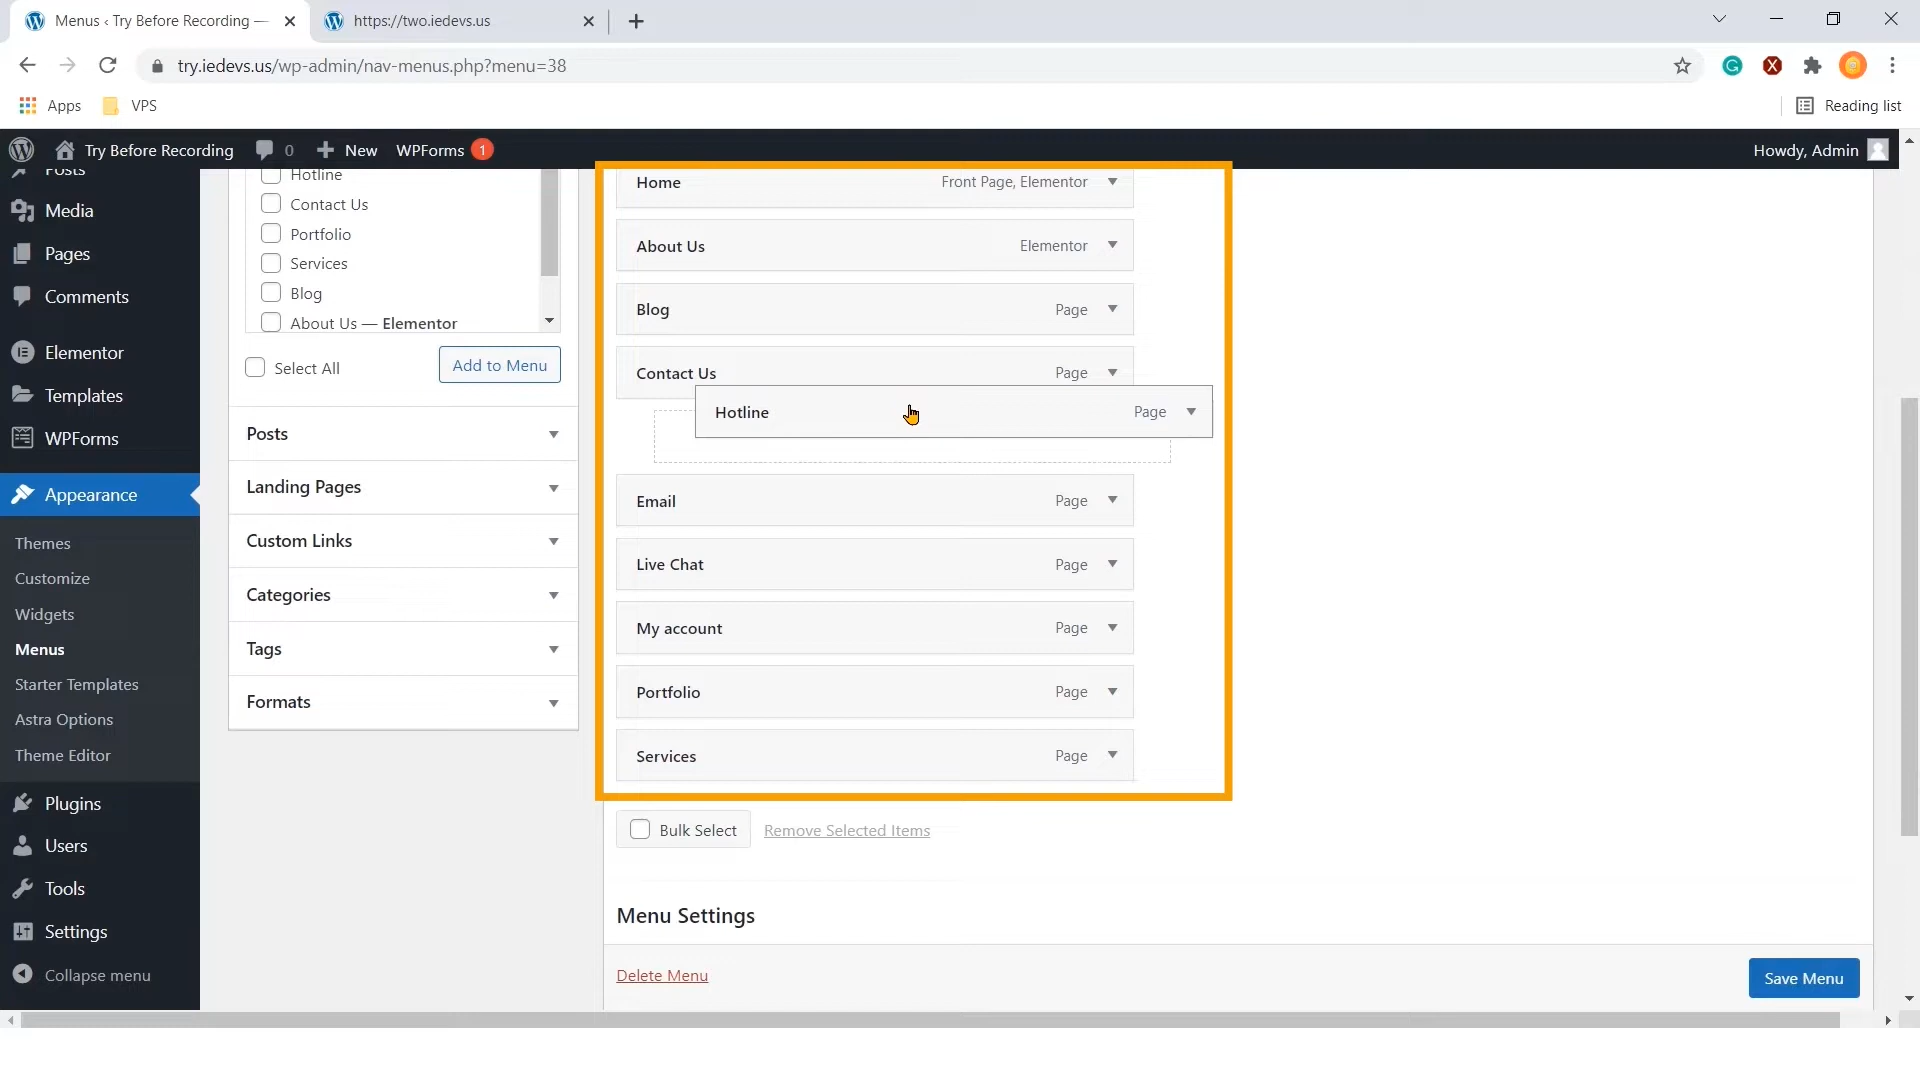 Menus ‹ Try Before Recording —
https://two.iedevs.us
try.iedevs.us/wp-admin/nav-menus.php?menu=38
Apps
VPS
Reading list
Try Before Recording
0
New
WPForms 1
Howdy, Admin
Posts
Media
Pages
Comments
Elementor
Templates
WPForms
Appearance
Themes
Customize
Widgets
Menus
Starter Templates
Astra Options
Theme Editor
Plugins
Users
Tools
Settings
Collapse menu
Hotline
Contact Us
Portfolio
Services
Blog
About Us — Elementor
Select All
Add to Menu
Posts
Landing Pages
Custom Links
Categories
Tags
Formats
Home Front Page, Elementor
About Us Elementor
Blog Page
Contact Us Page
Hotline Page
Email Page
Live Chat Page
My account Page
Portfolio Page
Services Page
Bulk Select
Remove Selected Items
Menu Settings
Delete Menu
Save Menu